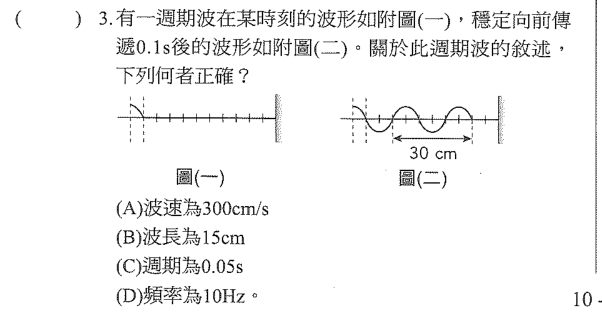 (　　) 3.有一週期波在某時刻的波形如附圖(一)，穩定向前傳
遞0.1s後的波形如附圖(二)。關於此週期波的敘述，
下列何者正確？
30 cm
圖(一)
圖(二)
(A)波速為300cm/s
(B)波長為15cm
(C)週期為0.05s
(D)頻率為10Hz。
10 -